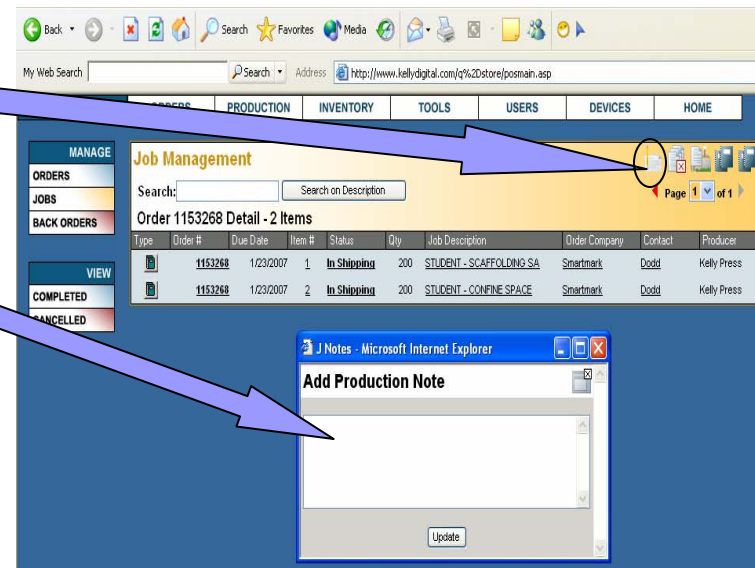 Back Search Favorites Media
My Web Search Search Address http://www.kellydigital.com/q%2Dstore/posmain.asp
PRODUCTION INVENTORY TOOLS USERS DEVICES HOME
MANAGE
ORDERS
JOBS
BACK ORDERS
VIEW
COMPLETED
CANCELLED
Job Management
Search: Search on Description
Page 1 of 1
Order 1153268 Detail - 2 Items
Type Order # Due Date Item # Status Qty Job Description Order Company Contact Producer
1153268 1/23/2007 1 In Shipping 200 STUDENT - SCAFFOLDING SA Smartmark Dodd Kelly Press
1153268 1/23/2007 2 In Shipping 200 STUDENT - CONFINE SPACE Smartmark Dodd Kelly Press
J Notes - Microsoft Internet Explorer
Add Production Note
Update